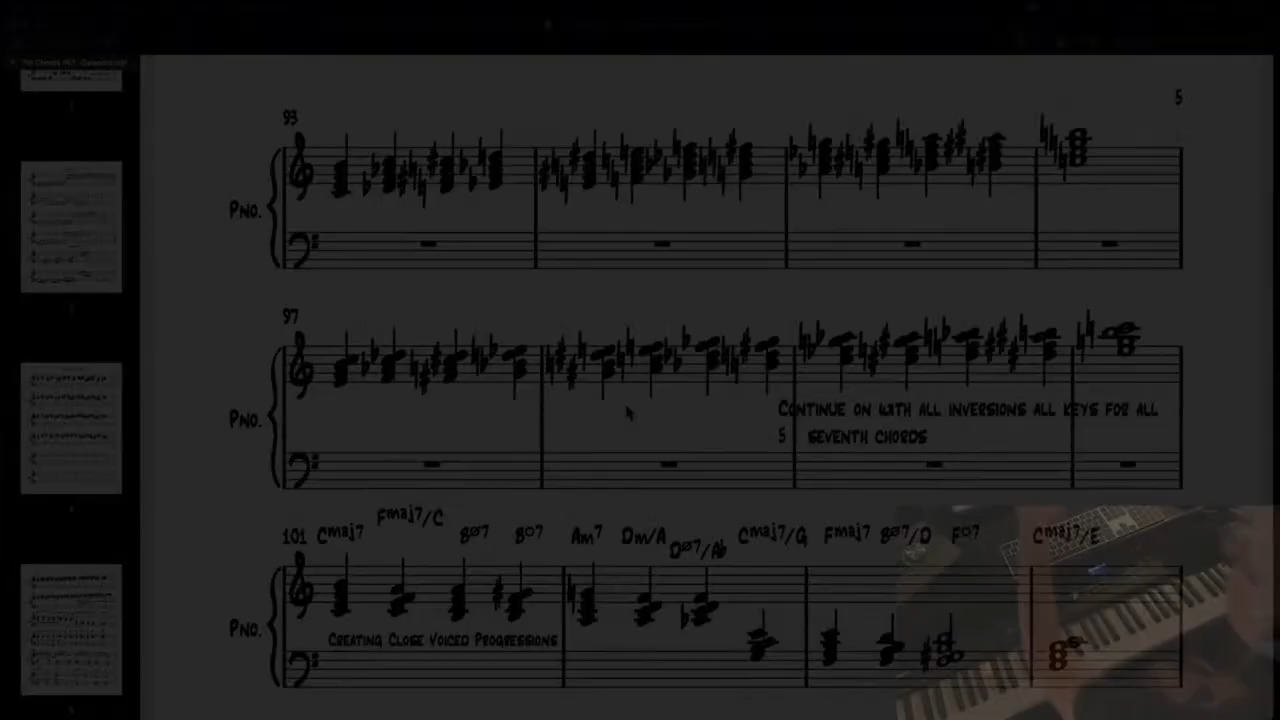 5
93
PNO.
97
PNO.
CONTINUE ON WITH ALL INVERSIONS ALL KEYS FOR ALL
5 SEVENTH CHORDS
101 Cmaj7 Fmaj7/C Bø7 Bo7 Am7 Dm/A Dø7/Ab Cmaj7/G Fmaj7 Bø7/D Fo7 Cmaj7/E
PNO.
CREATING CLOSE VOICED PROGRESSIONS